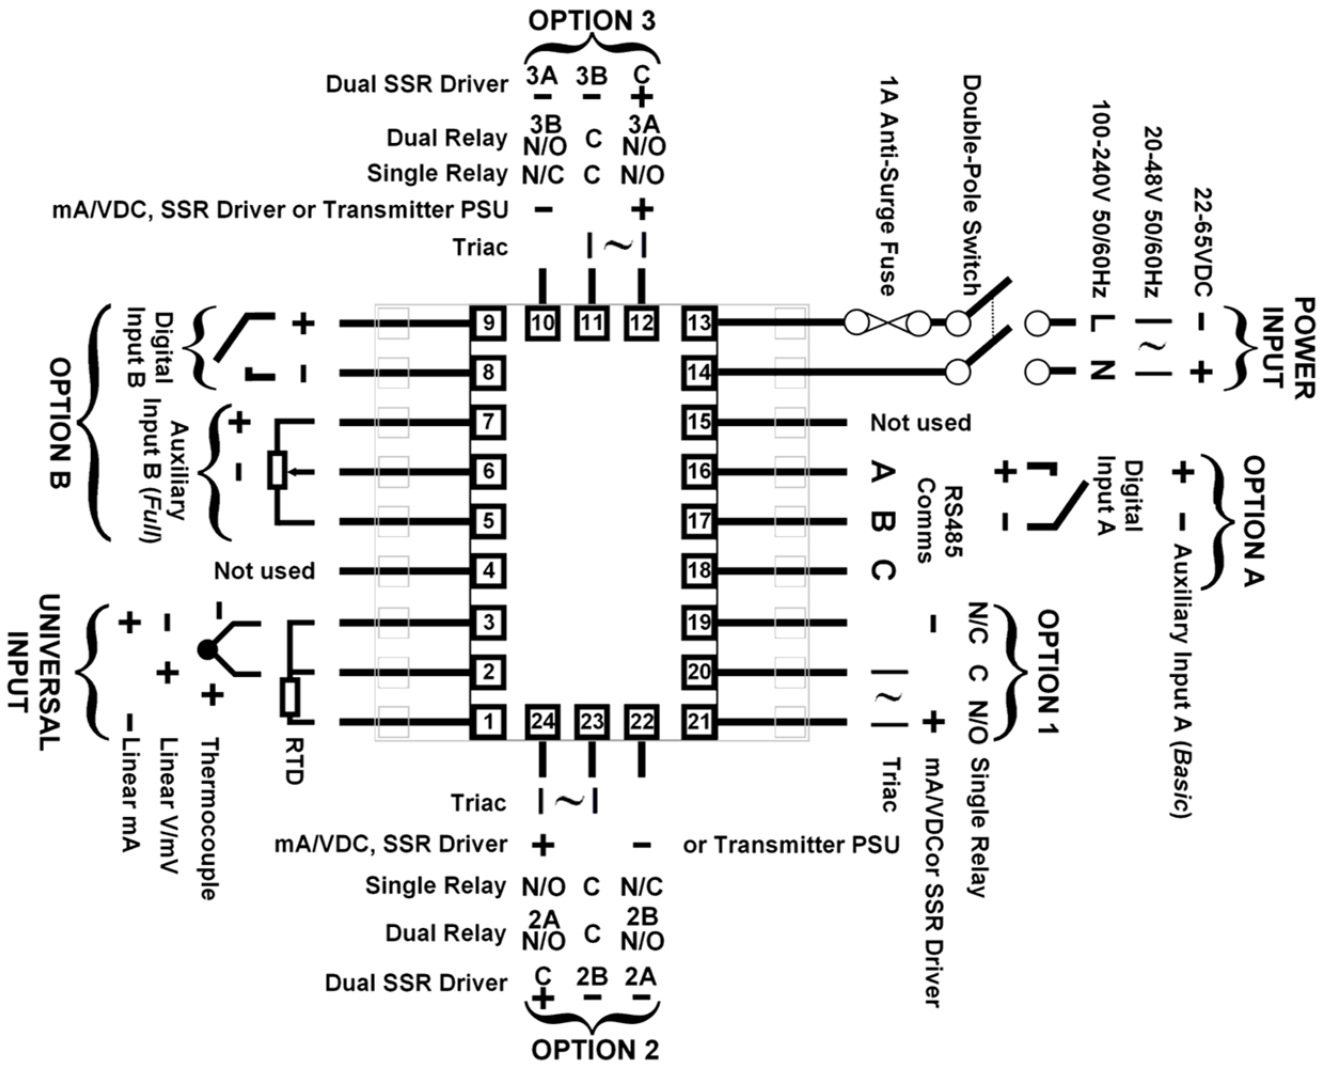 OPTION 3
Dual SSR Driver 3A 3B C
− − +
Dual Relay 3B N/O C 3A N/O
Single Relay N/C C N/O
mA/VDC, SSR Driver or Transmitter PSU − +
Triac | ~ |
1A Anti-Surge Fuse
Double-Pole Switch
100-240V 50/60Hz
L
N
20-48V 50/60Hz
| ~ |
22-65VDC
− +
POWER
INPUT
9 10 11 12 13
8 14
7 15 Not used
6 16 A
5 17 B
4 18 C
3 19
2 20
1 24 23 22 21
OPTION B
Digital
Input B
+ −
Auxiliary
Input B (Full)
+ −
Not used
UNIVERSAL
INPUT
+ − Linear mA
− + Linear V/mV
− + Thermocouple
RTD
RS485
Comms
+ −
Digital
Input A
+ − Auxiliary Input A (Basic)
OPTION A
OPTION 1
N/C C N/O Single Relay
− + mA/VDCor SSR Driver
| ~ | Triac
Triac | ~ |
mA/VDC, SSR Driver + − or Transmitter PSU
Single Relay N/O C N/C
Dual Relay 2A N/O C 2B N/O
Dual SSR Driver C 2B 2A
+ − −
OPTION 2